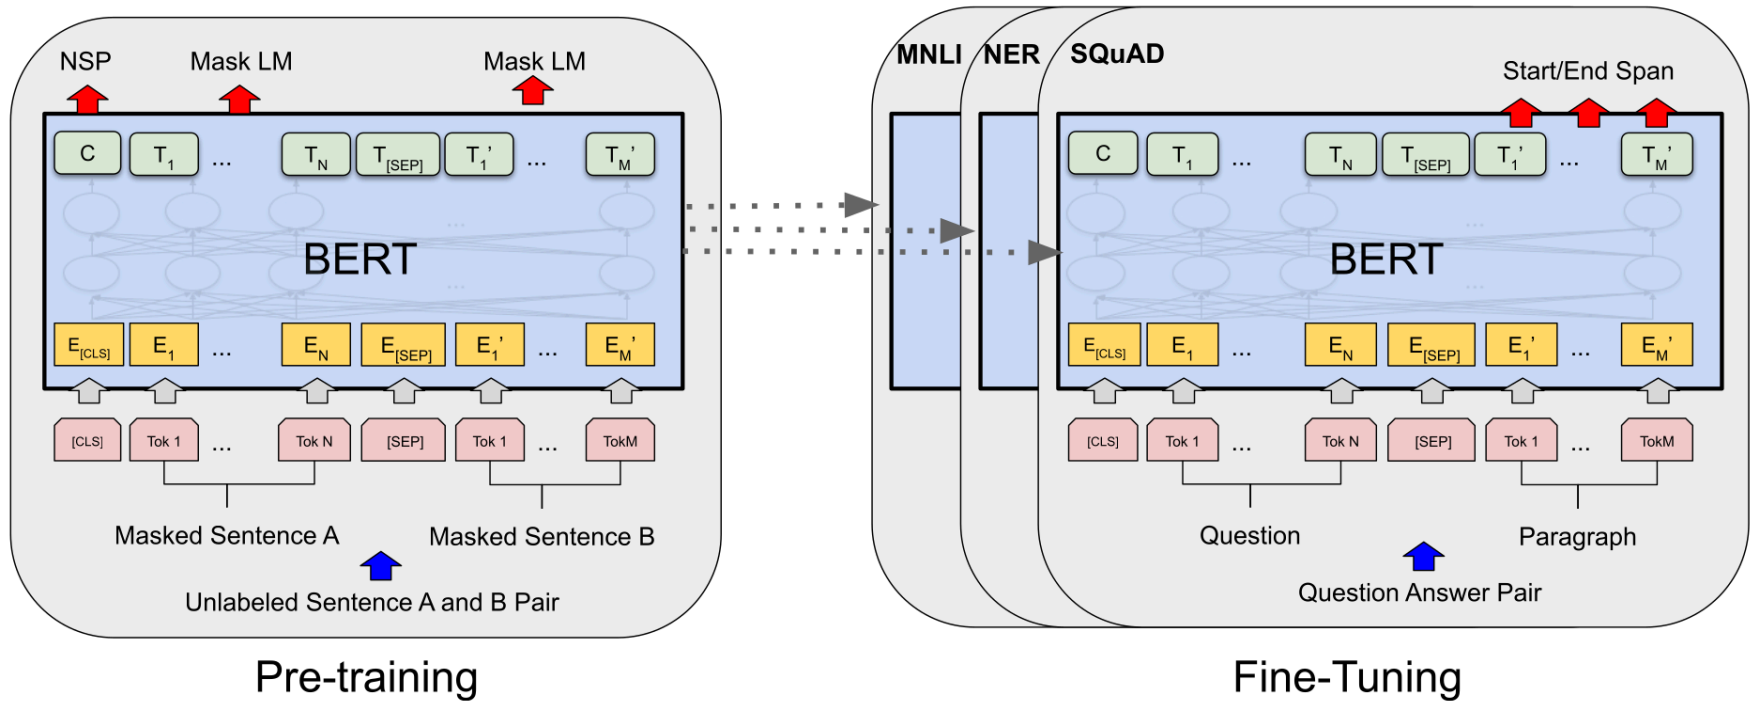 NSP Mask LM Mask LM
C T1 ... TN T[SEP] T1’ ... TM’
...
BERT
...
E[CLS] E1 ... EN E[SEP] E1’ ... EM’
[CLS] Tok 1 ... Tok N [SEP] Tok 1 ... TokM
Masked Sentence A Masked Sentence B
Unlabeled Sentence A and B Pair
Pre-training
MNLI NER SQuAD
Start/End Span
C T1 ... TN T[SEP] T1’ ... TM’
...
BERT
...
E[CLS] E1 ... EN E[SEP] E1’ ... EM’
[CLS] Tok 1 ... Tok N [SEP] Tok 1 ... TokM
Question Paragraph
Question Answer Pair
Fine-Tuning